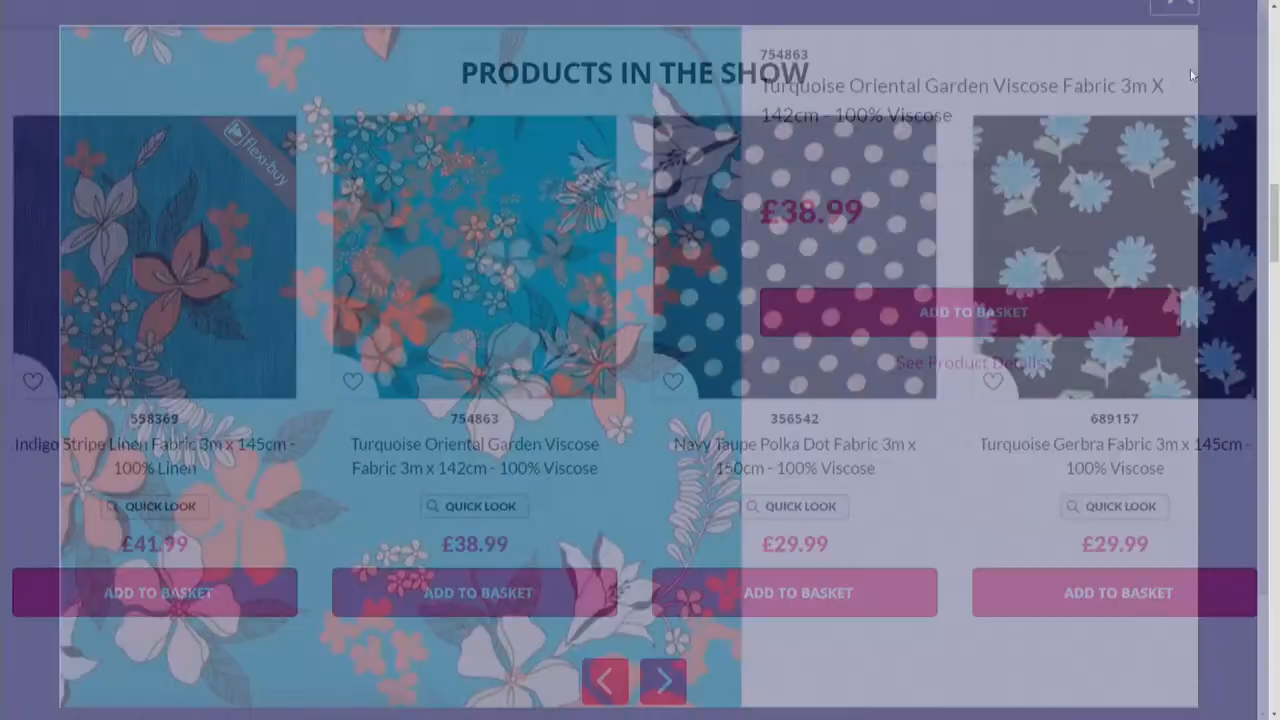 PRODUCTS IN THE SHOW
754863
Turquoise Oriental Garden Viscose Fabric 3m X
142cm - 100% Viscose
£38.99
ADD TO BASKET
See Product Details
flexi-buy
558369
Indigo Stripe Linen Fabric 3m x 145cm -
100% Linen
QUICK LOOK
£41.99
ADD TO BASKET
754863
Turquoise Oriental Garden Viscose
Fabric 3m x 142cm - 100% Viscose
QUICK LOOK
£38.99
ADD TO BASKET
356542
Navy Taupe Polka Dot Fabric 3m x
150cm - 100% Viscose
QUICK LOOK
£29.99
ADD TO BASKET
689157
Turquoise Gerbra Fabric 3m x 145cm -
100% Viscose
QUICK LOOK
£29.99
ADD TO BASKET